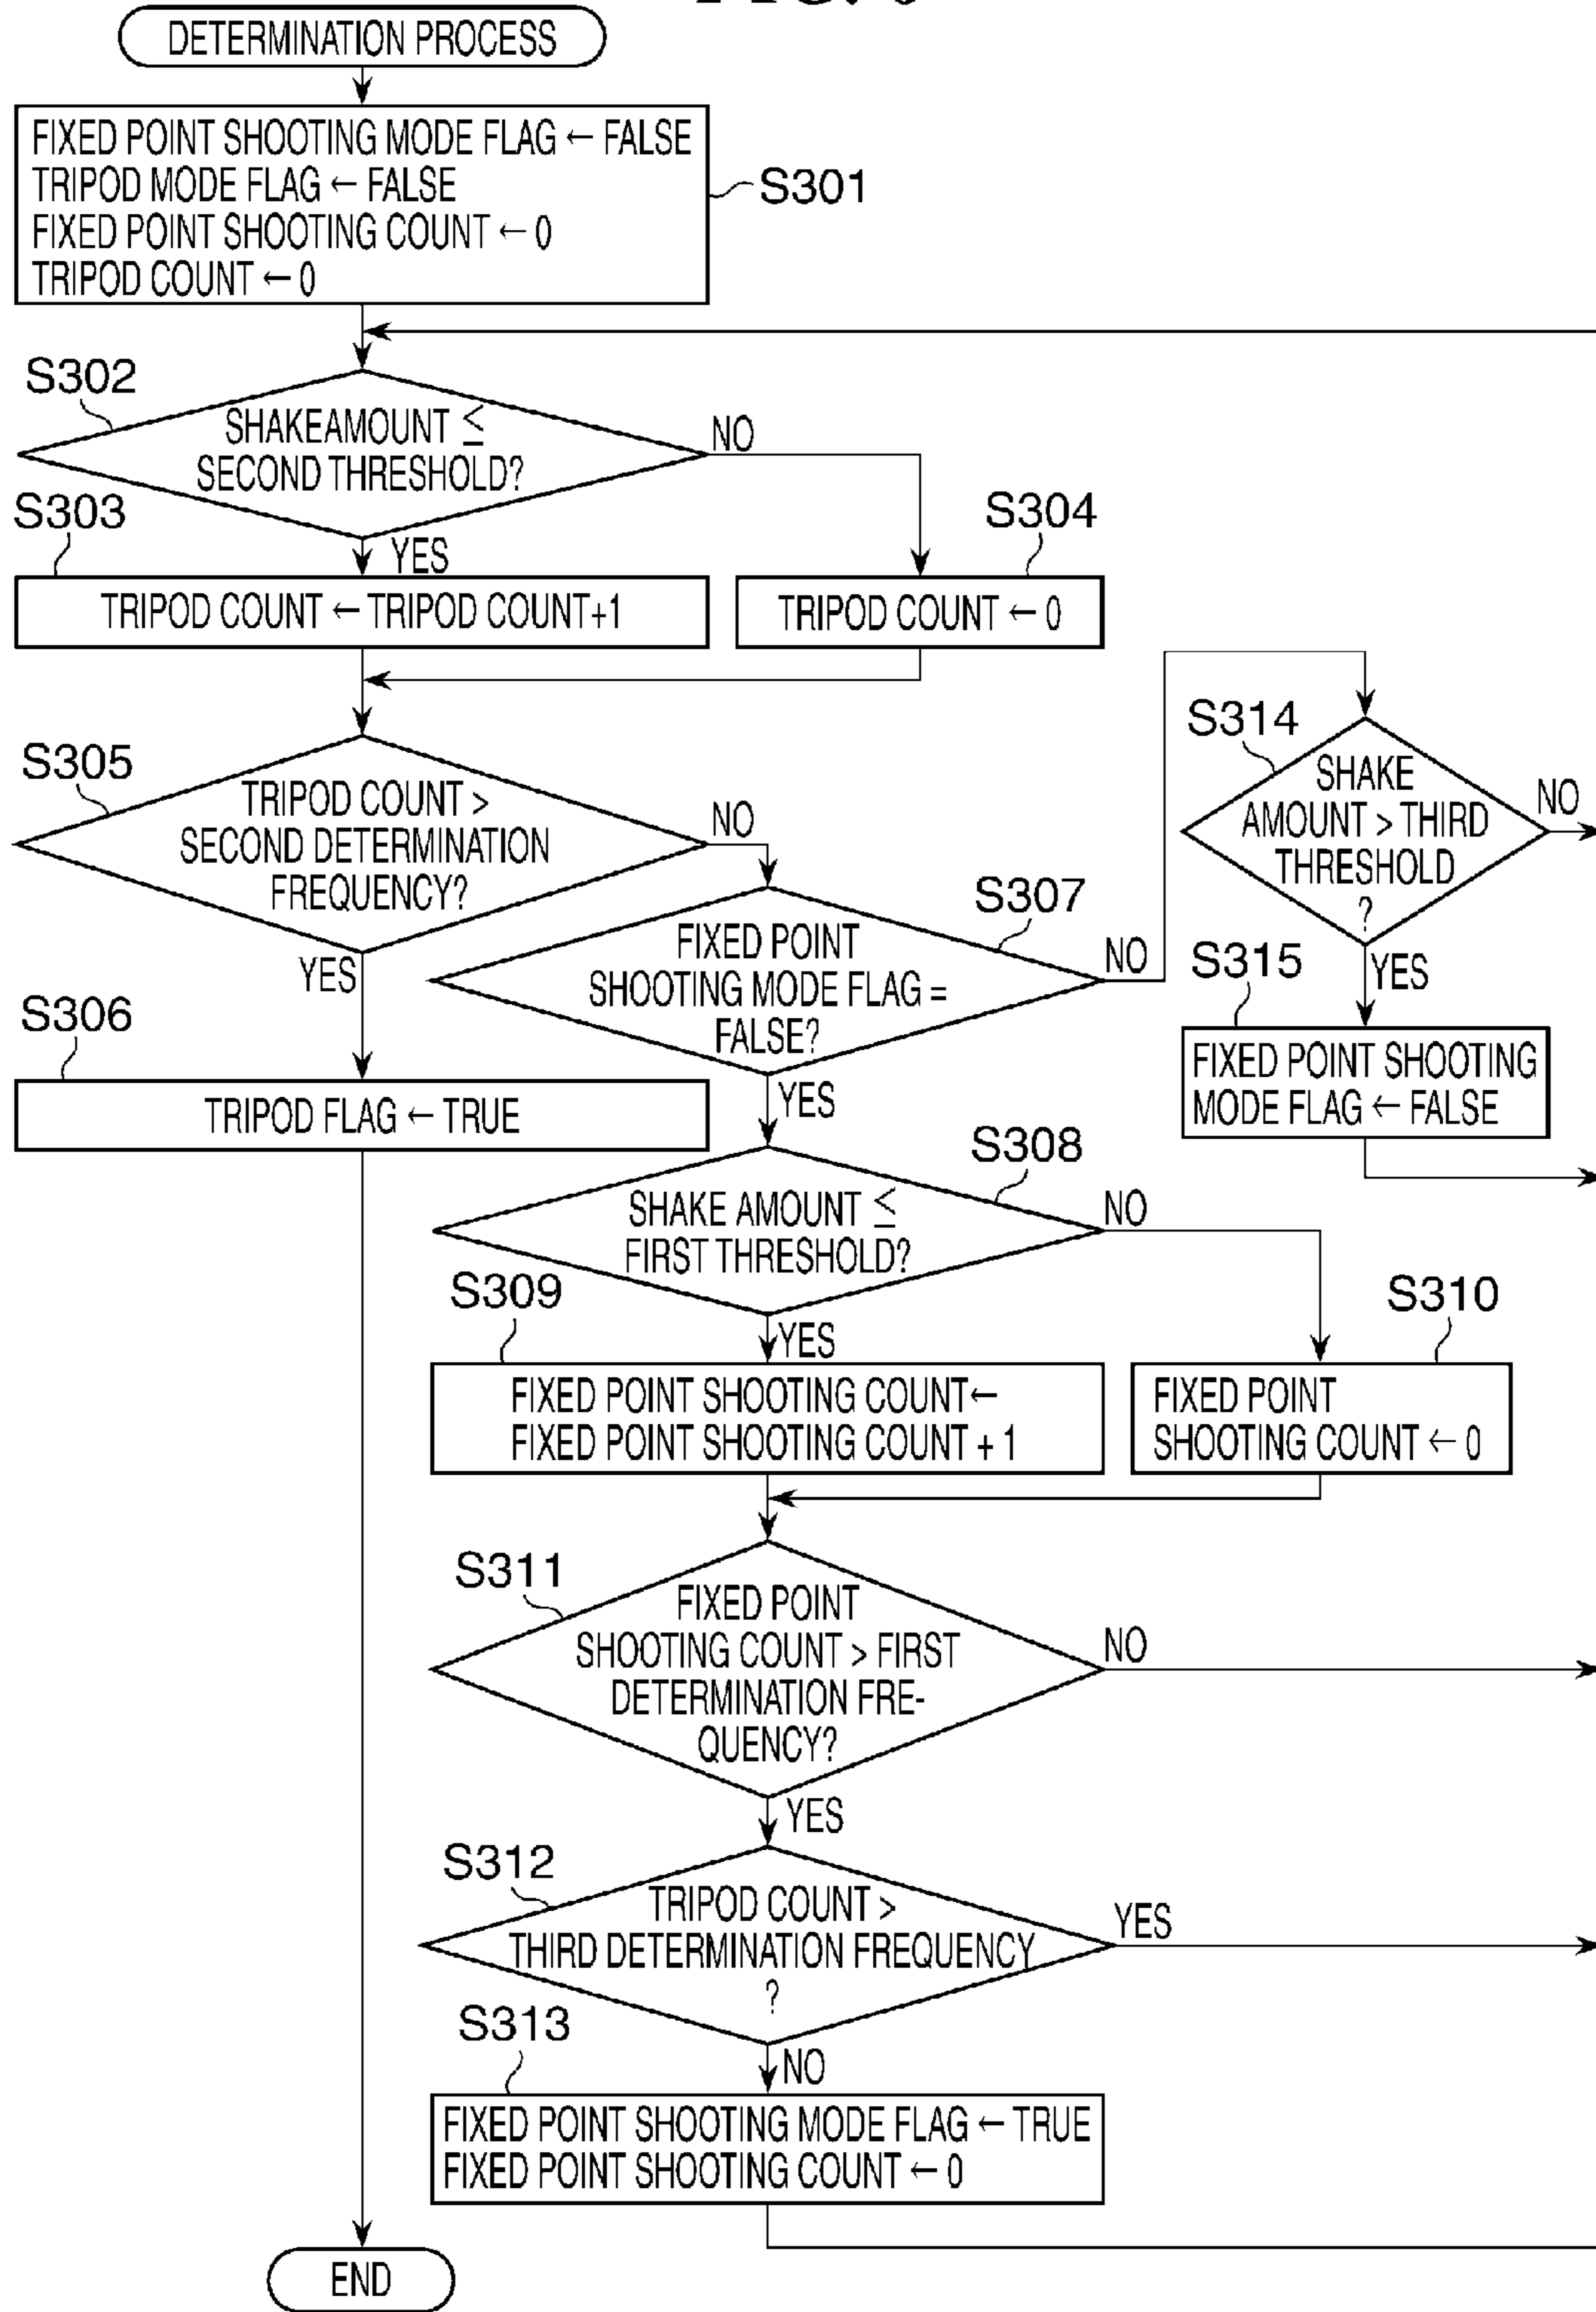 DETERMINATION PROCESS
FIXED POINT SHOOTING MODE FLAG ← FALSE
TRIPOD MODE FLAG ← FALSE
FIXED POINT SHOOTING COUNT ← 0
TRIPOD COUNT ← 0
S301
S302
SHAKEAMOUNT ≤
SECOND THRESHOLD?
NO
YES
S303
TRIPOD COUNT ← TRIPOD COUNT+1
S304
TRIPOD COUNT ← 0
S305
TRIPOD COUNT >
SECOND DETERMINATION
FREQUENCY?
NO
YES
S306
TRIPOD FLAG ← TRUE
S307
FIXED POINT
SHOOTING MODE FLAG =
FALSE?
NO
YES
S314
SHAKE
AMOUNT > THIRD
THRESHOLD
?
NO
YES
S315
FIXED POINT SHOOTING
MODE FLAG ← FALSE
S308
SHAKE AMOUNT ≤
FIRST THRESHOLD?
NO
YES
S309
FIXED POINT SHOOTING COUNT←
FIXED POINT SHOOTING COUNT + 1
S310
FIXED POINT
SHOOTING COUNT ← 0
S311
FIXED POINT
SHOOTING COUNT > FIRST
DETERMINATION FRE-
QUENCY?
NO
YES
S312
TRIPOD COUNT >
THIRD DETERMINATION FREQUENCY
?
YES
NO
S313
FIXED POINT SHOOTING MODE FLAG ← TRUE
FIXED POINT SHOOTING COUNT ← 0
END